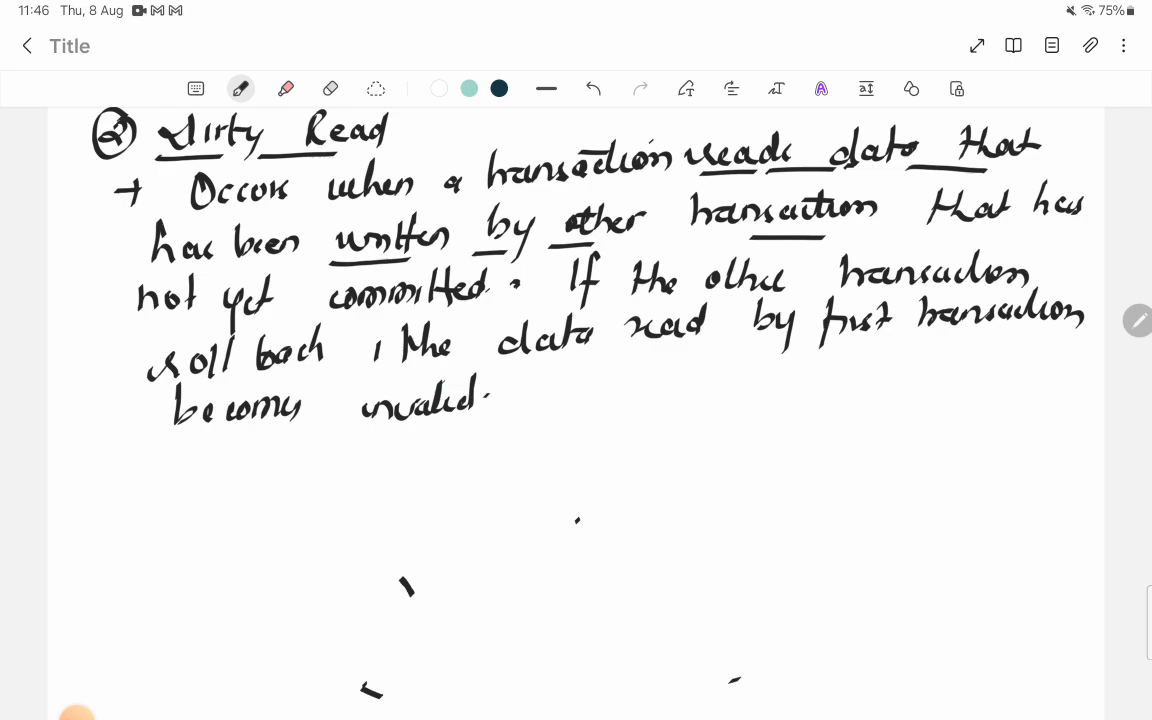 11:46 Thu, 8 Aug 75%
Title
② Dirty Read
→ Occurs when a transaction reads data that
has been written by other transaction that has
not yet committed. If the other transaction
roll back, the data read by first transaction
becomes invalid.